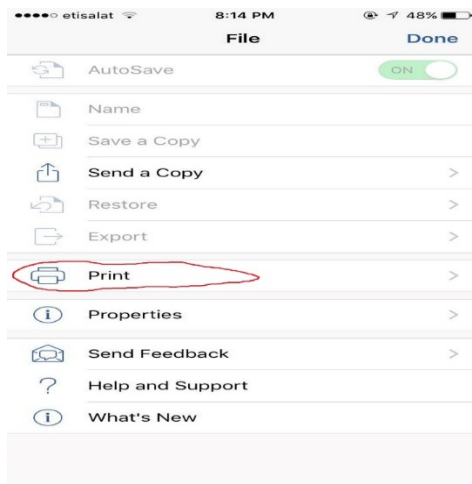 etisalat 8:14 PM 48%
File Done
AutoSave ON
Name
Save a Copy
Send a Copy
Restore
Export
Print
Properties
Send Feedback
Help and Support
What's New